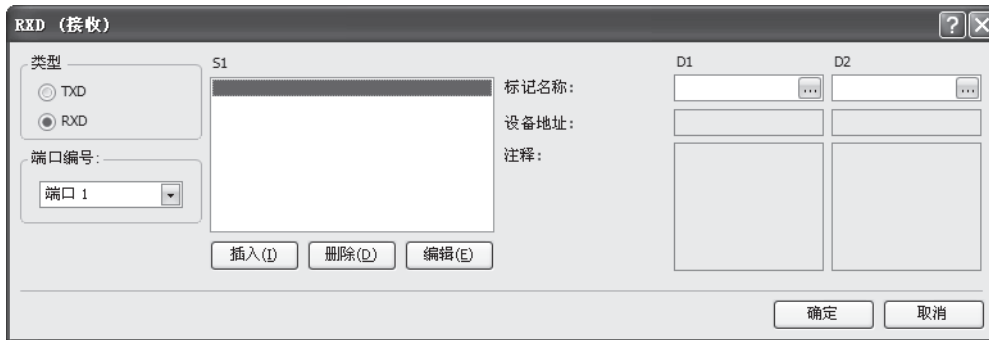 RXD (接收)
类型
TXD
RXD
端口编号:
端口 1
S1
插入(I)
删除(D)
编辑(E)
D1
D2
标记名称:
...
...
设备地址:
注释:
确定
取消